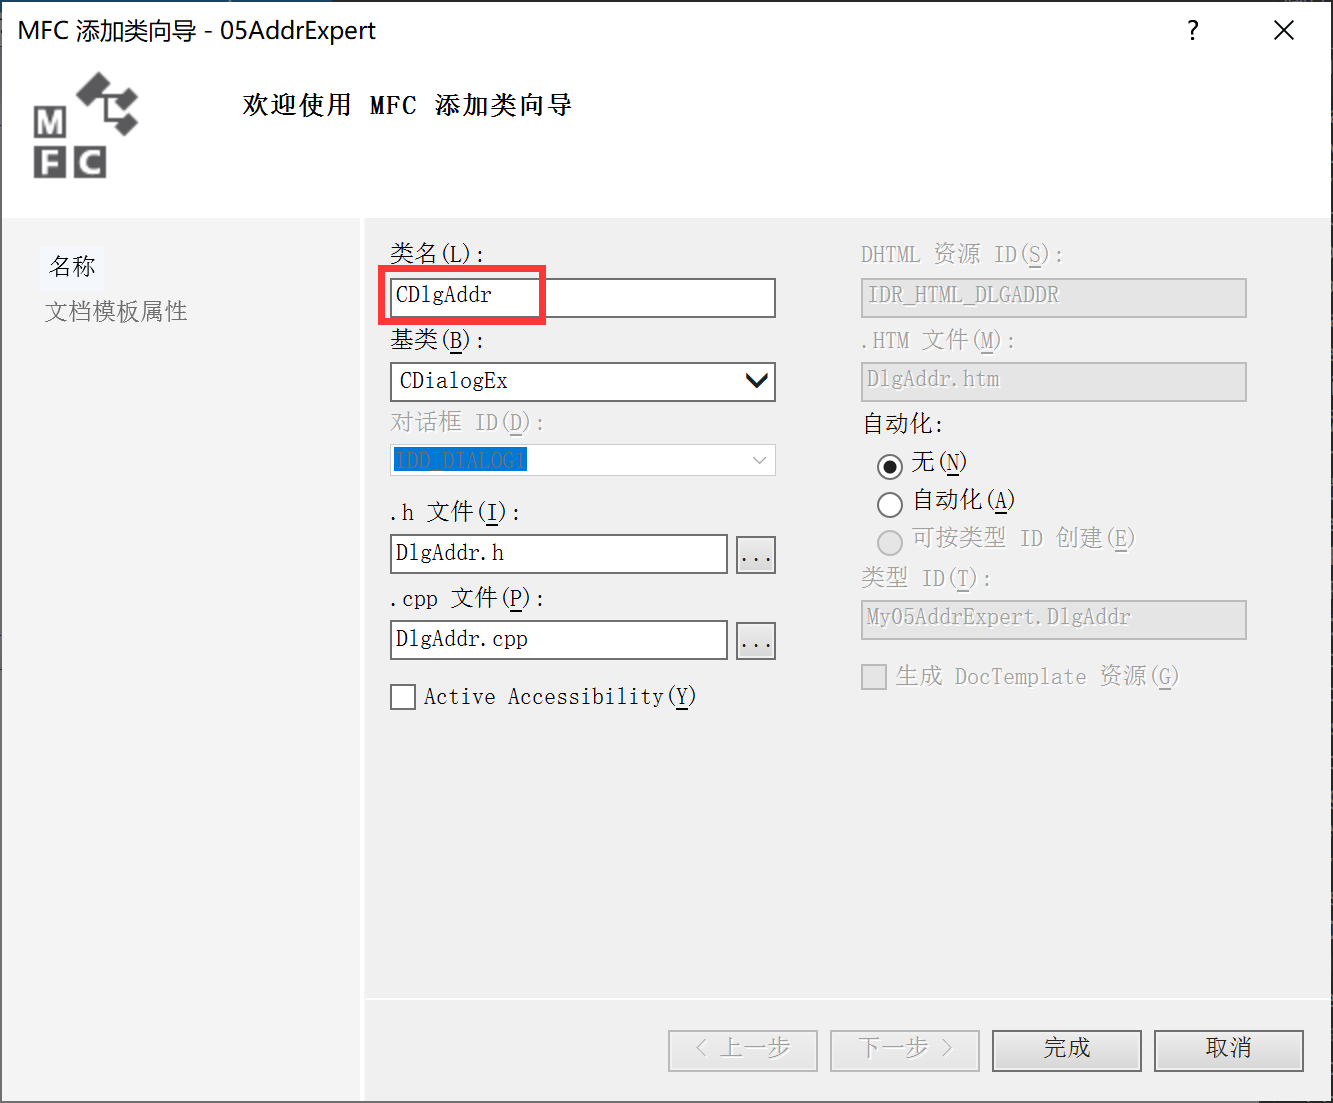 MFC 添加类向导 - 05AddrExpert
?
M
F C
欢迎使用 MFC 添加类向导
名称
文档模板属性
类名(L):
CDlgAddr
基类(B):
CDialogEx
对话框 ID(D):
IDD_DIALOG1
.h 文件(I):
DlgAddr.h
...
.cpp 文件(P):
DlgAddr.cpp
...
Active Accessibility(Y)
DHTML 资源 ID(S):
IDR_HTML_DLGADDR
.HTM 文件(M):
DlgAddr.htm
自动化:
无(N)
自动化(A)
可按类型 ID 创建(E)
类型 ID(T):
My05AddrExpert.DlgAddr
生成 DocTemplate 资源(G)
< 上一步
下一步 >
完成
取消